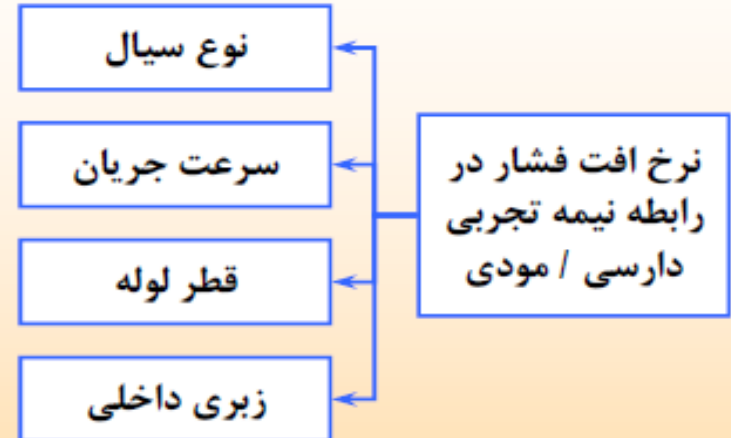 نرخ افت فشار در
رابطه نیمه تجربی
دارسی / مودی
نوع سیال
سرعت جریان
قطر لوله
زبری داخلی